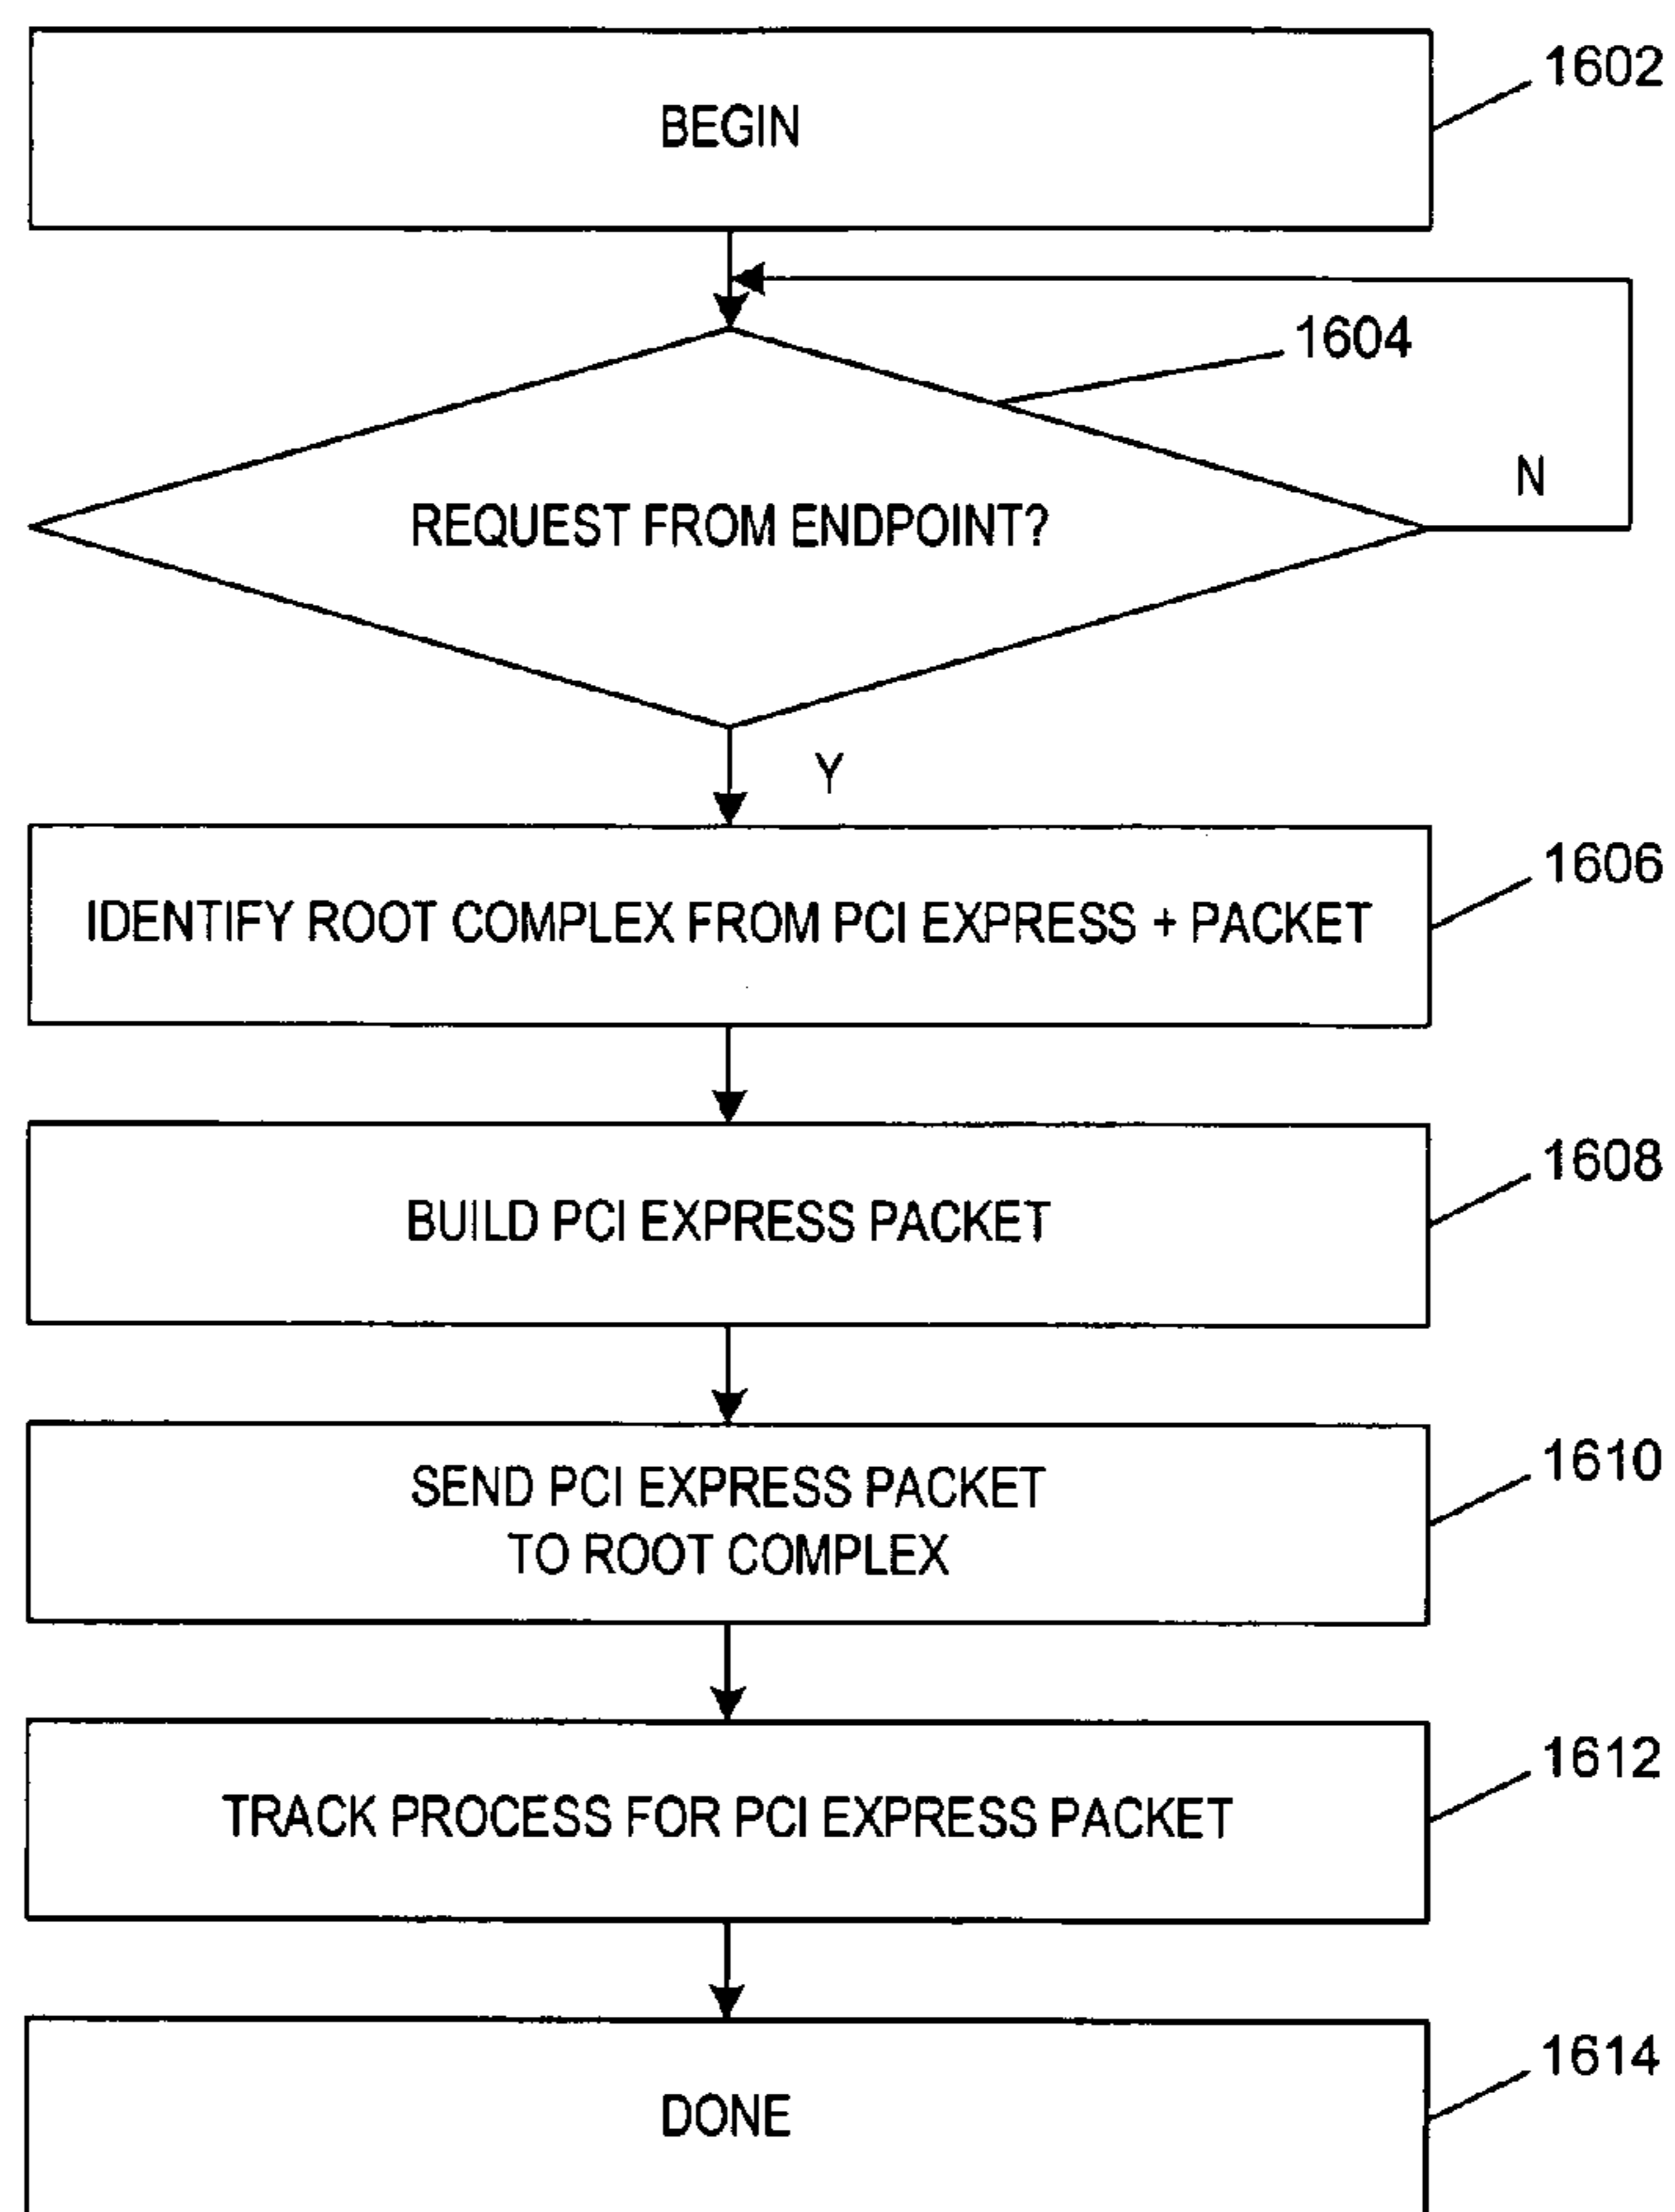 BEGIN
1602
1604
REQUEST FROM ENDPOINT?
N
Y
IDENTIFY ROOT COMPLEX FROM PCI EXPRESS + PACKET
1606
BUILD PCI EXPRESS PACKET
1608
SEND PCI EXPRESS PACKET
TO ROOT COMPLEX
1610
TRACK PROCESS FOR PCI EXPRESS PACKET
1612
DONE
1614